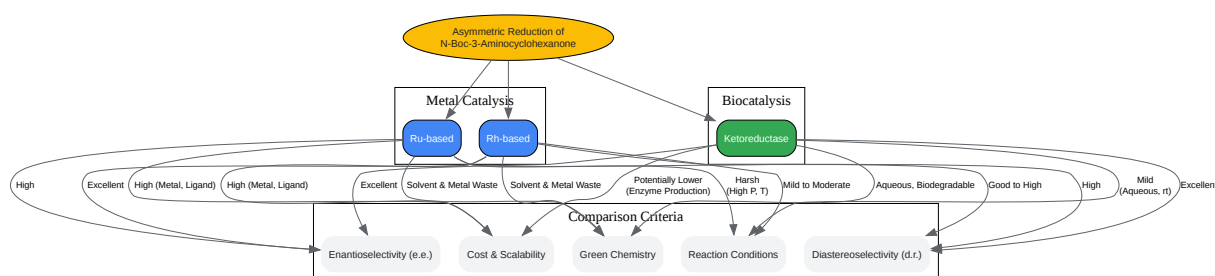 Asymmetric Reduction of
N-Boc-3-Aminocyclohexanone
Metal Catalysis
Biocatalysis
Ru-based
Rh-based
Ketoreductase
High
Excellent
High (Metal, Ligand)
High (Metal, Ligand)
Excellent
Solvent & Metal Waste
Solvent & Metal Waste
Potentially Lower
(Enzyme Production)
Harsh
(High P, T)
Mild to Moderate
Aqueous, Biodegradable
Good to High
High
Mild
(Aqueous, rt)
Excellen
Comparison Criteria
Enantioselectivity (e.e.)
Cost & Scalability
Green Chemistry
Reaction Conditions
Diastereoselectivity (d.r.)